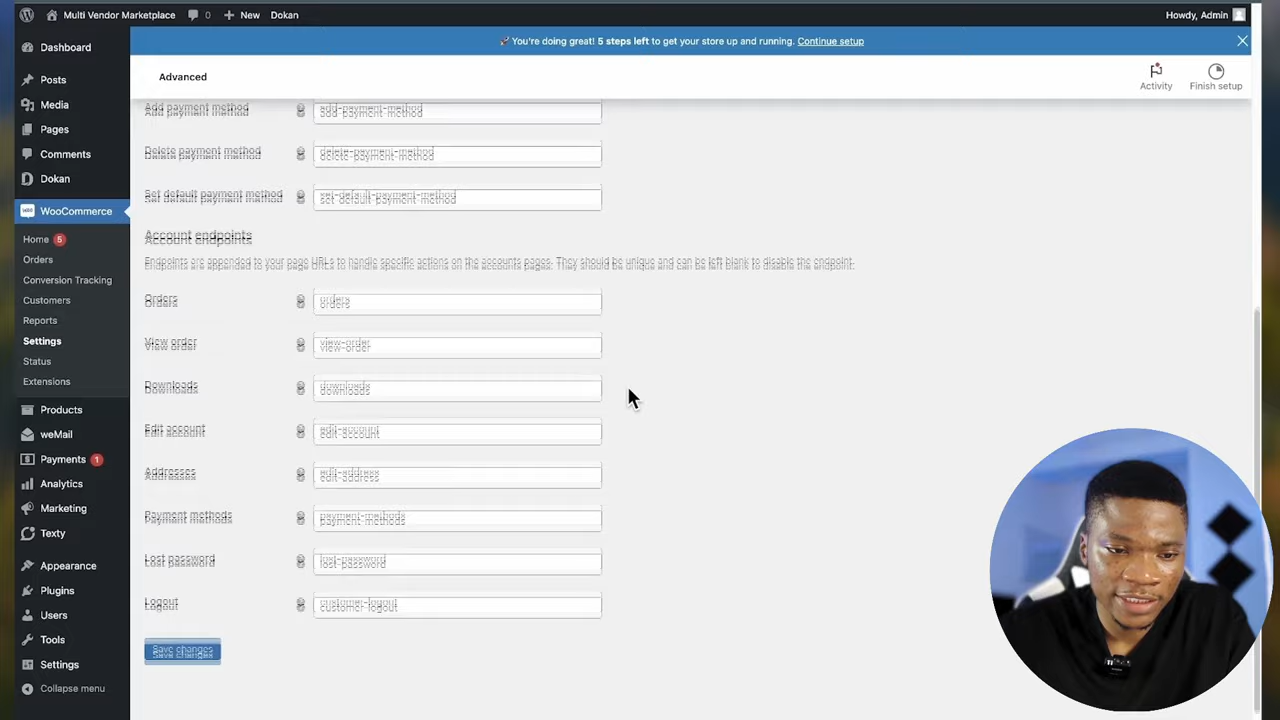 Multi Vendor Marketplace 0 New Dokan Howdy, Admin
🚀 You're doing great! 5 steps left to get your store up and running. Continue setup
Advanced
Activity
Finish setup
Dashboard
Posts
Media
Pages
Comments
Dokan
WooCommerce
Home 5
Orders
Conversion Tracking
Customers
Reports
Settings
Status
Extensions
Products
weMail
Payments 1
Analytics
Marketing
Texty
Appearance
Plugins
Users
Tools
Settings
Collapse menu
Add payment method add-payment-method
Delete payment method delete-payment-method
Set default payment method set-default-payment-method
Account endpoints
Endpoints are appended to your page URLs to handle specific actions on the accounts pages. They should be unique and can be left blank to disable the endpoint.
Orders orders
View order view-order
Downloads downloads
Edit account edit-account
Addresses edit-address
Payment methods payment-methods
Lost password lost-password
Logout customer-logout
Save changes